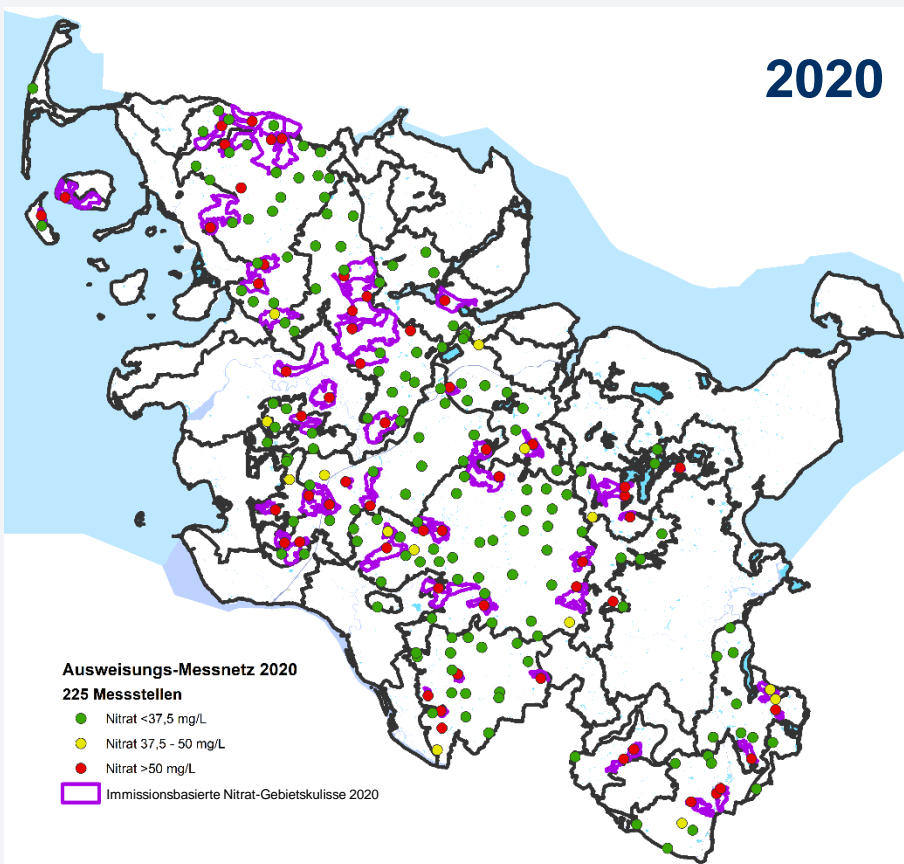 2020
Ausweisungs-Messnetz 2020
225 Messstellen
Nitrat <37,5 mg/L
Nitrat 37,5 - 50 mg/L
Nitrat >50 mg/L
Immissionsbasierte Nitrat-Gebietskulisse 2020